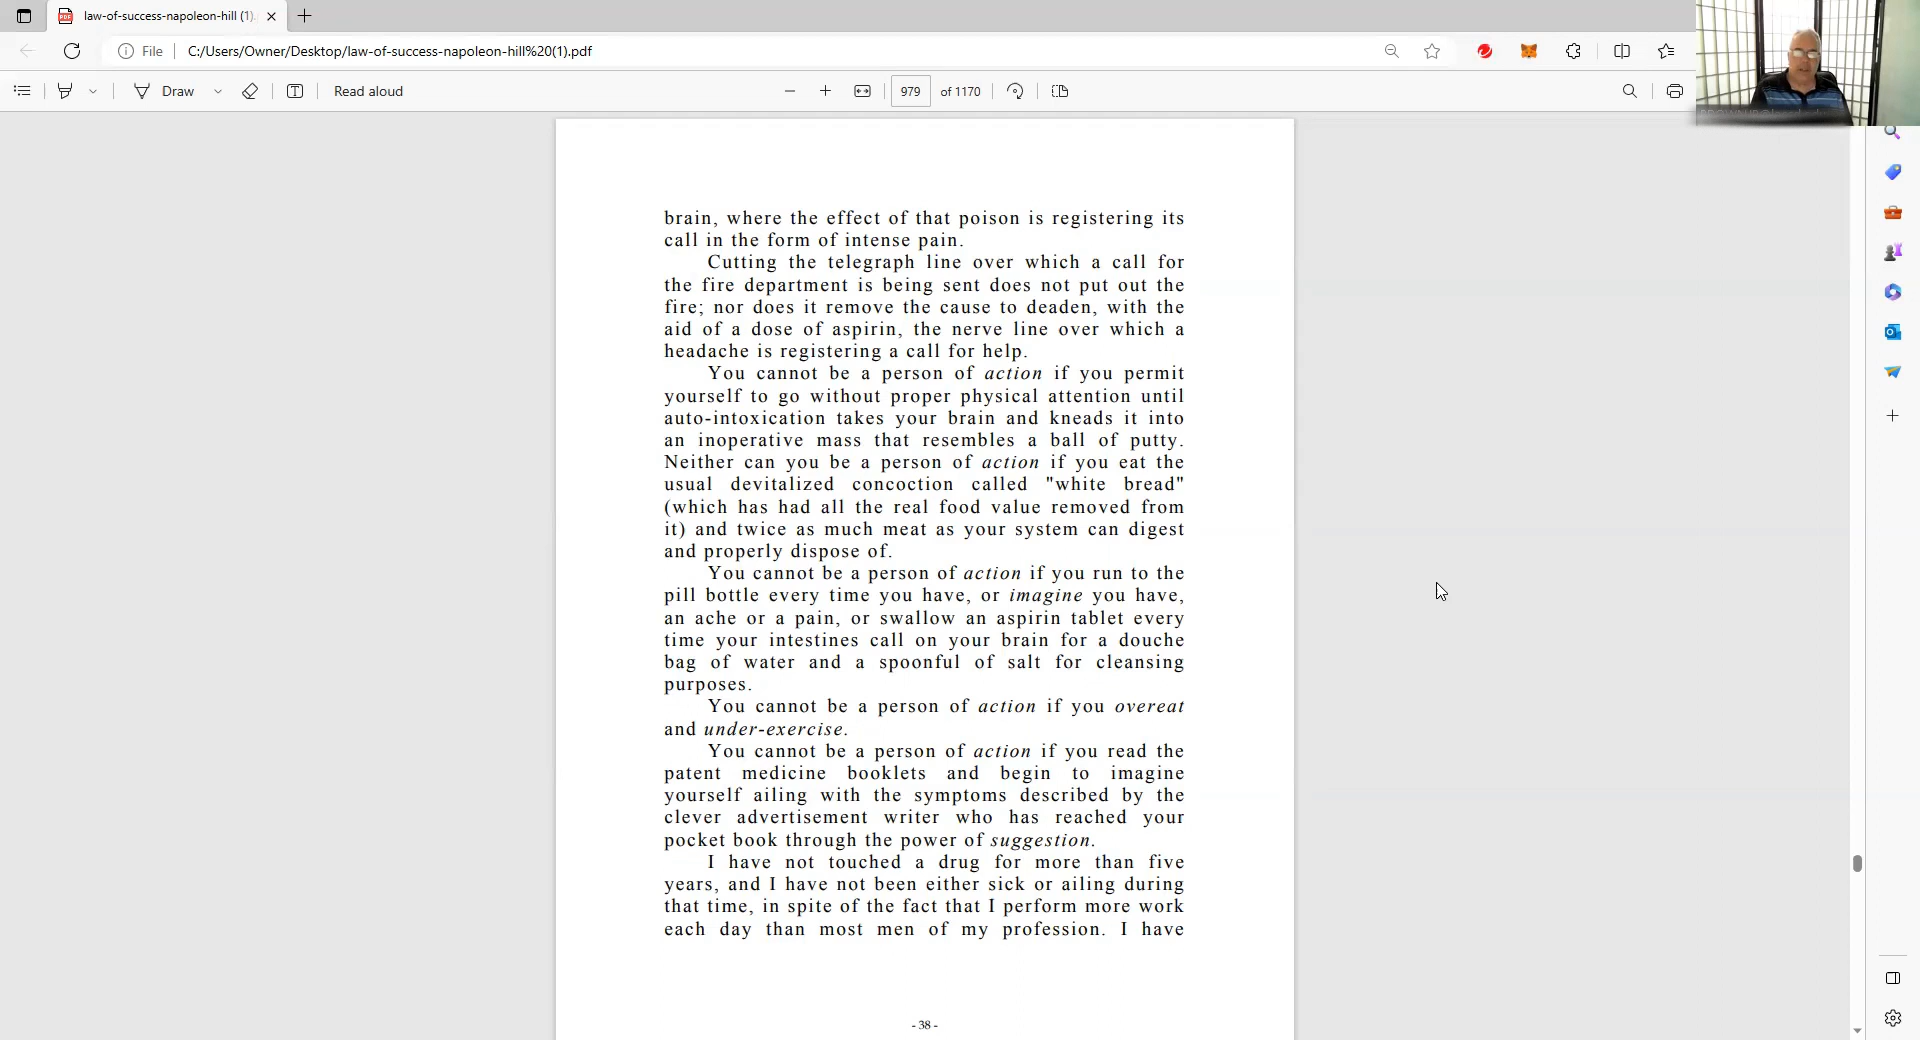 law-of-success-napoleon-hill (1).
File
C:/Users/Owner/Desktop/law-of-success-napoleon-hill%20(1).pdf
Draw
Read aloud
979 of 1170
brain, where the effect of that poison is registering its
call in the form of intense pain.
Cutting the telegraph line over which a call for
the fire department is being sent does not put out the
fire; nor does it remove the cause to deaden, with the
aid of a dose of aspirin, the nerve line over which a
headache is registering a call for help.
You cannot be a person of action if you permit
yourself to go without proper physical attention until
auto-intoxication takes your brain and kneads it into
an inoperative mass that resembles a ball of putty.
Neither can you be a person of action if you eat the
usual devitalized concoction called "white bread"
(which has had all the real food value removed from
it) and twice as much meat as your system can digest
and properly dispose of.
You cannot be a person of action if you run to the
pill bottle every time you have, or imagine you have,
an ache or a pain, or swallow an aspirin tablet every
time your intestines call on your brain for a douche
bag of water and a spoonful of salt for cleansing
purposes.
You cannot be a person of action if you overeat
and under-exercise.
You cannot be a person of action if you read the
patent medicine booklets and begin to imagine
yourself ailing with the symptoms described by the
clever advertisement writer who has reached your
pocket book through the power of suggestion.
I have not touched a drug for more than five
years, and I have not been either sick or ailing during
that time, in spite of the fact that I perform more work
each day than most men of my profession. I have
- 38 -